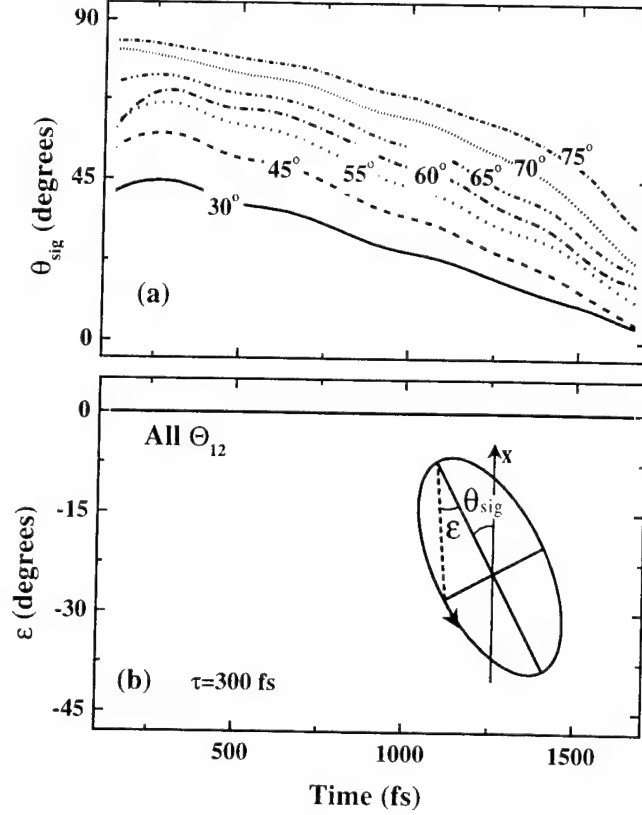 90
45
0
θsig (degrees)
30°
45°
55°
60°
65°
70°
75°
(a)
0
-15
-30
-45
ε (degrees)
All Θ12
x
θsig
ε
(b) τ=300 fs
500 1000 1500
Time (fs)